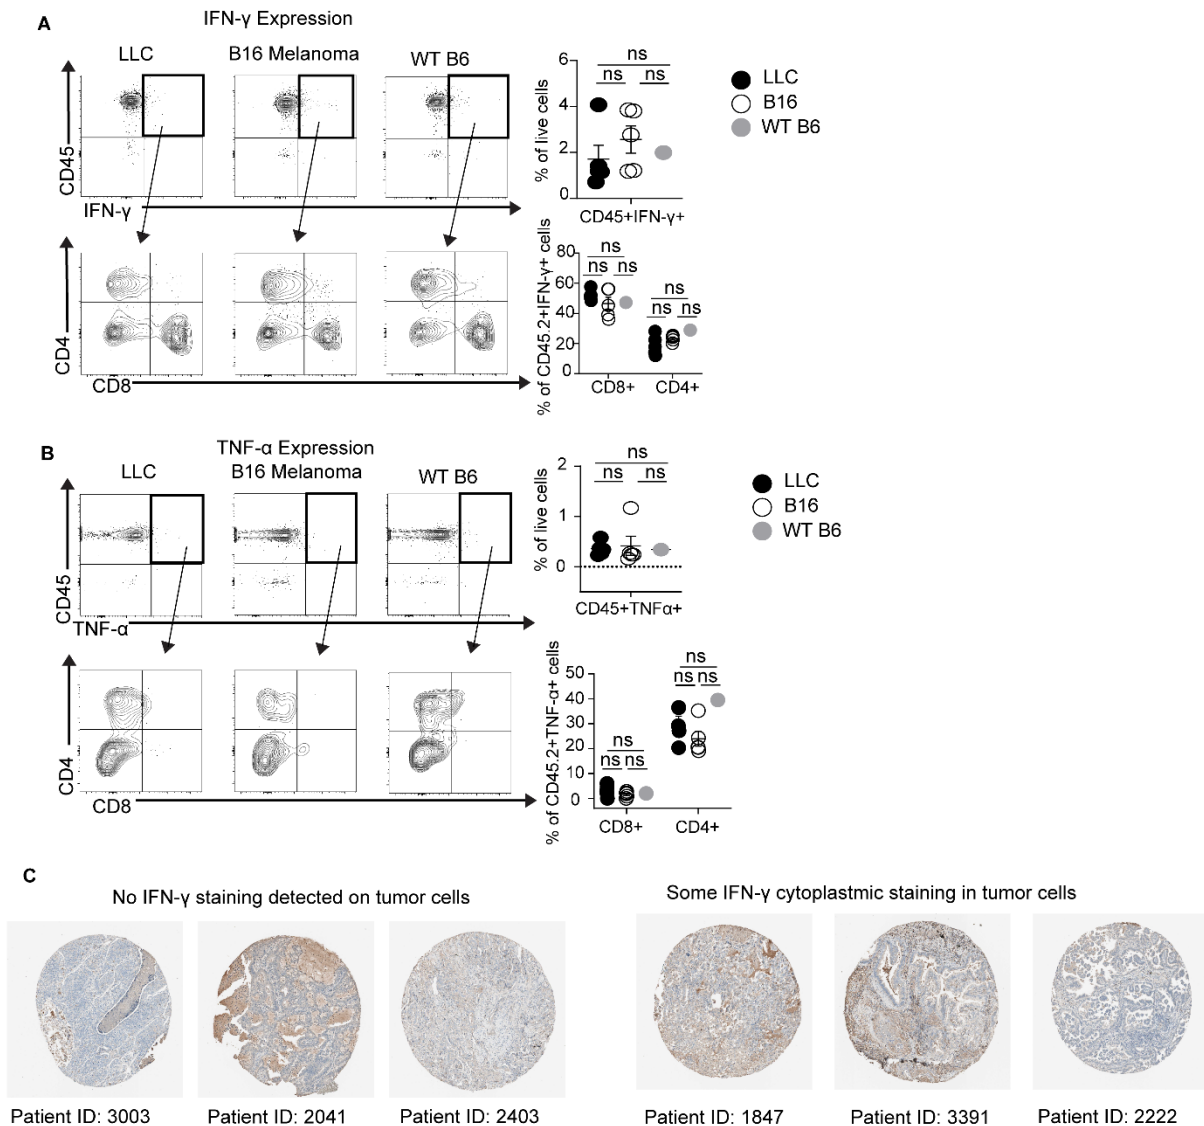 A
IFN-γ Expression
LLC
B16 Melanoma
WT B6
CD45
IFN-γ
CD4
CD8
% of live cells
6
4
2
0
ns
ns
ns
CD45+IFN-γ+
LLC
B16
WT B6
% of CD45.2+IFN-γ+ cells
80
60
40
20
0
ns
ns
ns
ns
ns
ns
CD8+
CD4+
B
TNF-α Expression
LLC
B16 Melanoma
WT B6
CD45
TNF-α
CD4
CD8
% of live cells
2
1
0
ns
ns
ns
CD45+TNFα+
LLC
B16
WT B6
% of CD45.2+TNF-α+ cells
50
40
30
20
10
0
ns
ns
ns
ns
ns
ns
CD8+
CD4+
C
No IFN-γ staining detected on tumor cells
Some IFN-γ cytoplastmic staining in tumor cells
Patient ID: 3003
Patient ID: 2041
Patient ID: 2403
Patient ID: 1847
Patient ID: 3391
Patient ID: 2222